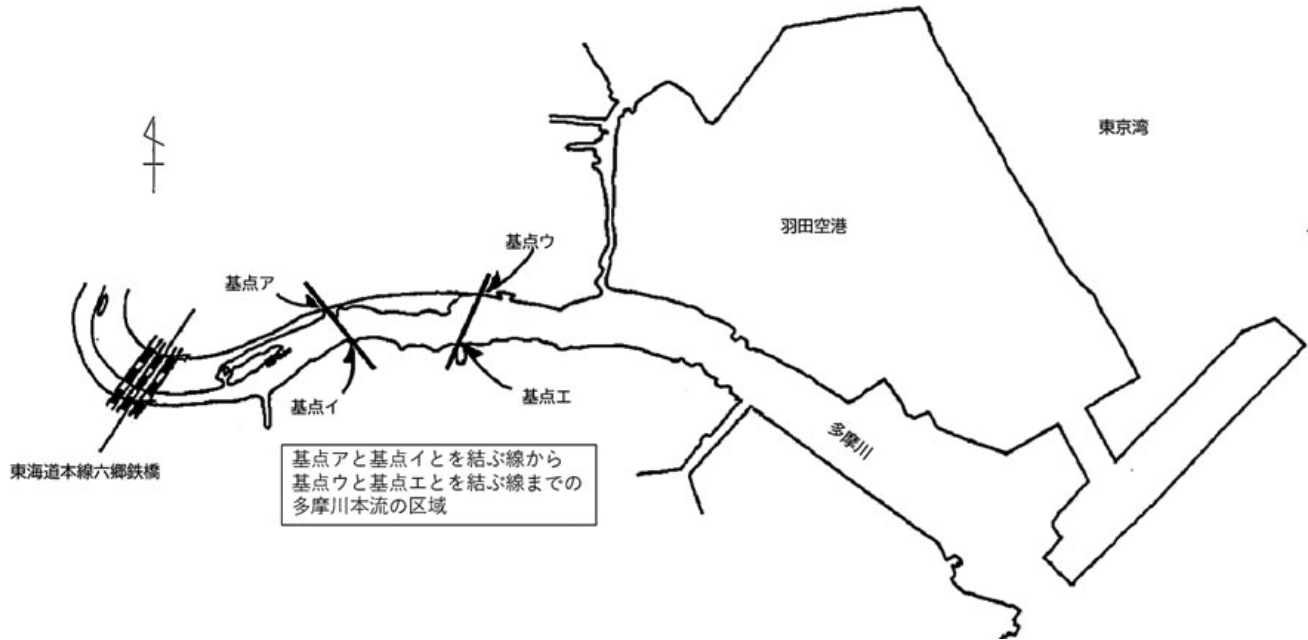 東京湾
羽田空港
基点ウ
基点ア
基点イ
基点エ
多摩川
東海道本線六郷鉄橋
基点アと基点イとを結ぶ線から
基点ウと基点エとを結ぶ線までの
多摩川本流の区域